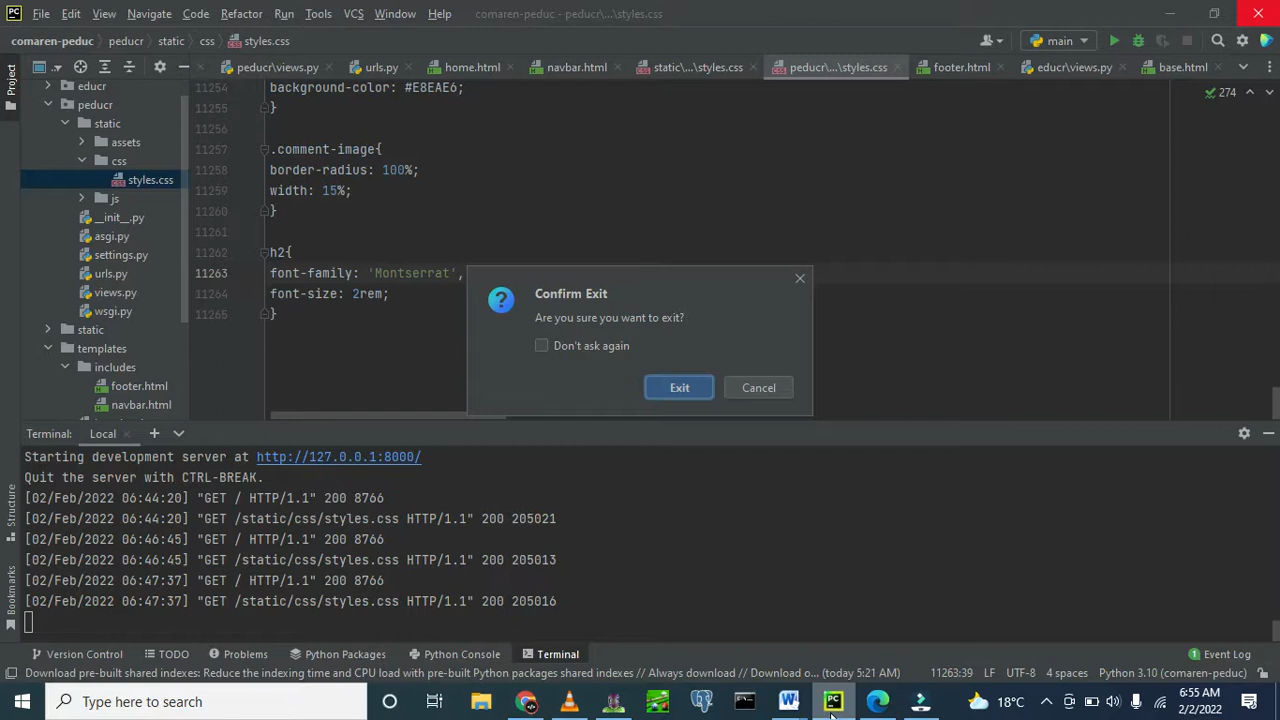 File Edit View Navigate Code Refactor Run Tools VCS Window Help comaren-peduc - peducr\...\styles.css
comaren-peduc peducr static css styles.css main
Project peducr\views.py urls.py home.html navbar.html static\...\styles.css peducr\...\styles.css footer.html educr\views.py base.html
educr
peducr
static
assets
css
styles.css
js
__init__.py
asgi.py
settings.py
urls.py
views.py
wsgi.py
static
templates
includes
footer.html
navbar.html
274
11254 background-color: #E8EAE6;
11255 }
11256
11257 .comment-image{
11258 border-radius: 100%;
11259 width: 15%;
11260 }
11261
11262 h2{
11263 font-family: 'Montserrat',
11264 font-size: 2rem;
11265 }
Confirm Exit
Are you sure you want to exit?
Don't ask again
Exit Cancel
Terminal: Local
Starting development server at http://127.0.0.1:8000/
Quit the server with CTRL-BREAK.
[02/Feb/2022 06:44:20] "GET / HTTP/1.1" 200 8766
[02/Feb/2022 06:44:20] "GET /static/css/styles.css HTTP/1.1" 200 205021
[02/Feb/2022 06:46:45] "GET / HTTP/1.1" 200 8766
[02/Feb/2022 06:46:45] "GET /static/css/styles.css HTTP/1.1" 200 205013
[02/Feb/2022 06:47:37] "GET / HTTP/1.1" 200 8766
[02/Feb/2022 06:47:37] "GET /static/css/styles.css HTTP/1.1" 200 205016
Structure
Bookmarks
Version Control TODO Problems Python Packages Python Console Terminal 1 Event Log
Download pre-built shared indexes: Reduce the indexing time and CPU load with pre-built shared indexes // Always download // Download o... (today 5:21 AM) 11263:39 LF UTF-8 4 spaces Python 3.10 (comaren-peduc)
Type here to search 18°C 6:55 AM
2/2/2022